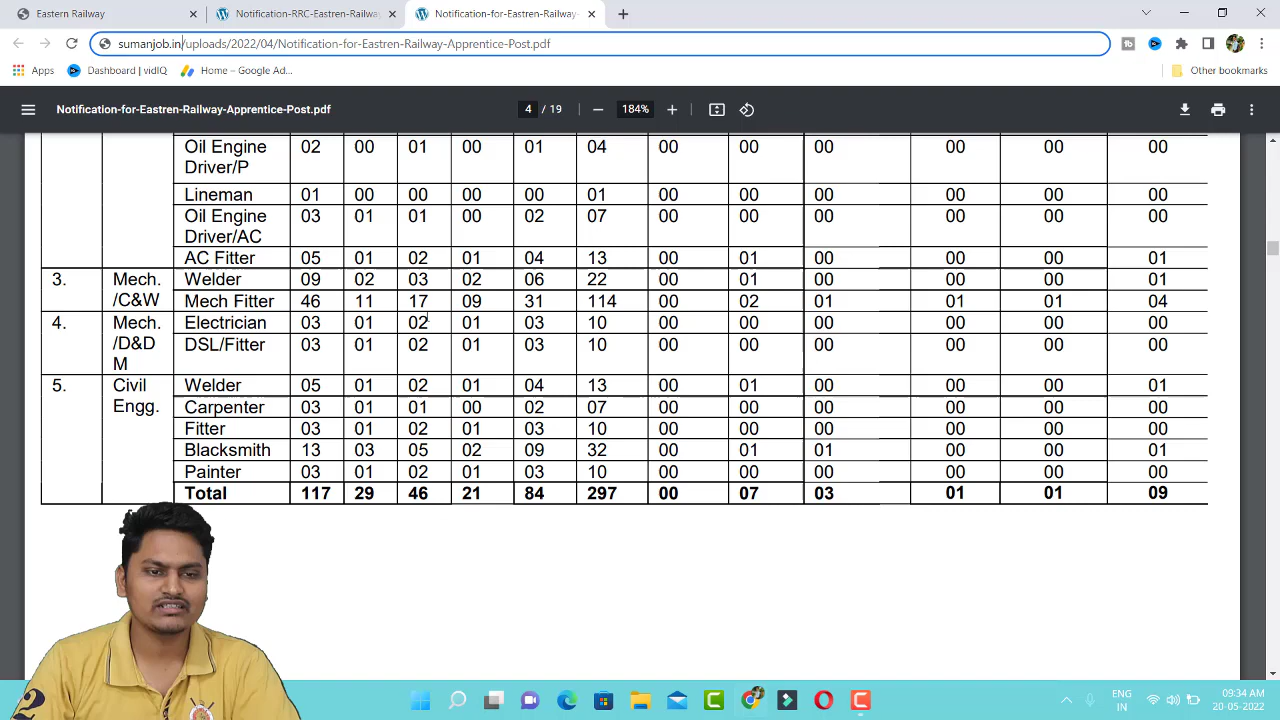 Eastern Railway
Notification-RRC-Eastren-Railway
Notification-for-Eastren-Railway-
sumanjob.in/uploads/2022/04/Notification-for-Eastren-Railway-Apprentice-Post.pdf
Apps
Dashboard | vidIQ
Home – Google Ad...
Other bookmarks
Notification-for-Eastren-Railway-Apprentice-Post.pdf
4 / 19
184%
Oil Engine 02 00 01 00 01 04 00 00 00 00 00 00
Driver/P
Lineman 01 00 00 00 00 01 00 00 00 00 00 00
Oil Engine 03 01 01 00 02 07 00 00 00 00 00 00
Driver/AC
AC Fitter 05 01 02 01 04 13 00 01 00 00 00 01
3. Mech. Welder 09 02 03 02 06 22 00 01 00 00 00 01
/C&W Mech Fitter 46 11 17 09 31 114 00 02 01 01 01 04
4. Mech. Electrician 03 01 02 01 03 10 00 00 00 00 00 00
/D&D DSL/Fitter 03 01 02 01 03 10 00 00 00 00 00 00
M
5. Civil Welder 05 01 02 01 04 13 00 01 00 00 00 01
Engg. Carpenter 03 01 01 00 02 07 00 00 00 00 00 00
Fitter 03 01 02 01 03 10 00 00 00 00 00 00
Blacksmith 13 03 05 02 09 32 00 01 01 00 00 01
Painter 03 01 02 01 03 10 00 00 00 00 00 00
Total 117 29 46 21 84 297 00 07 03 01 01 09
2
ENG
IN
09:34 AM
20-05-2022